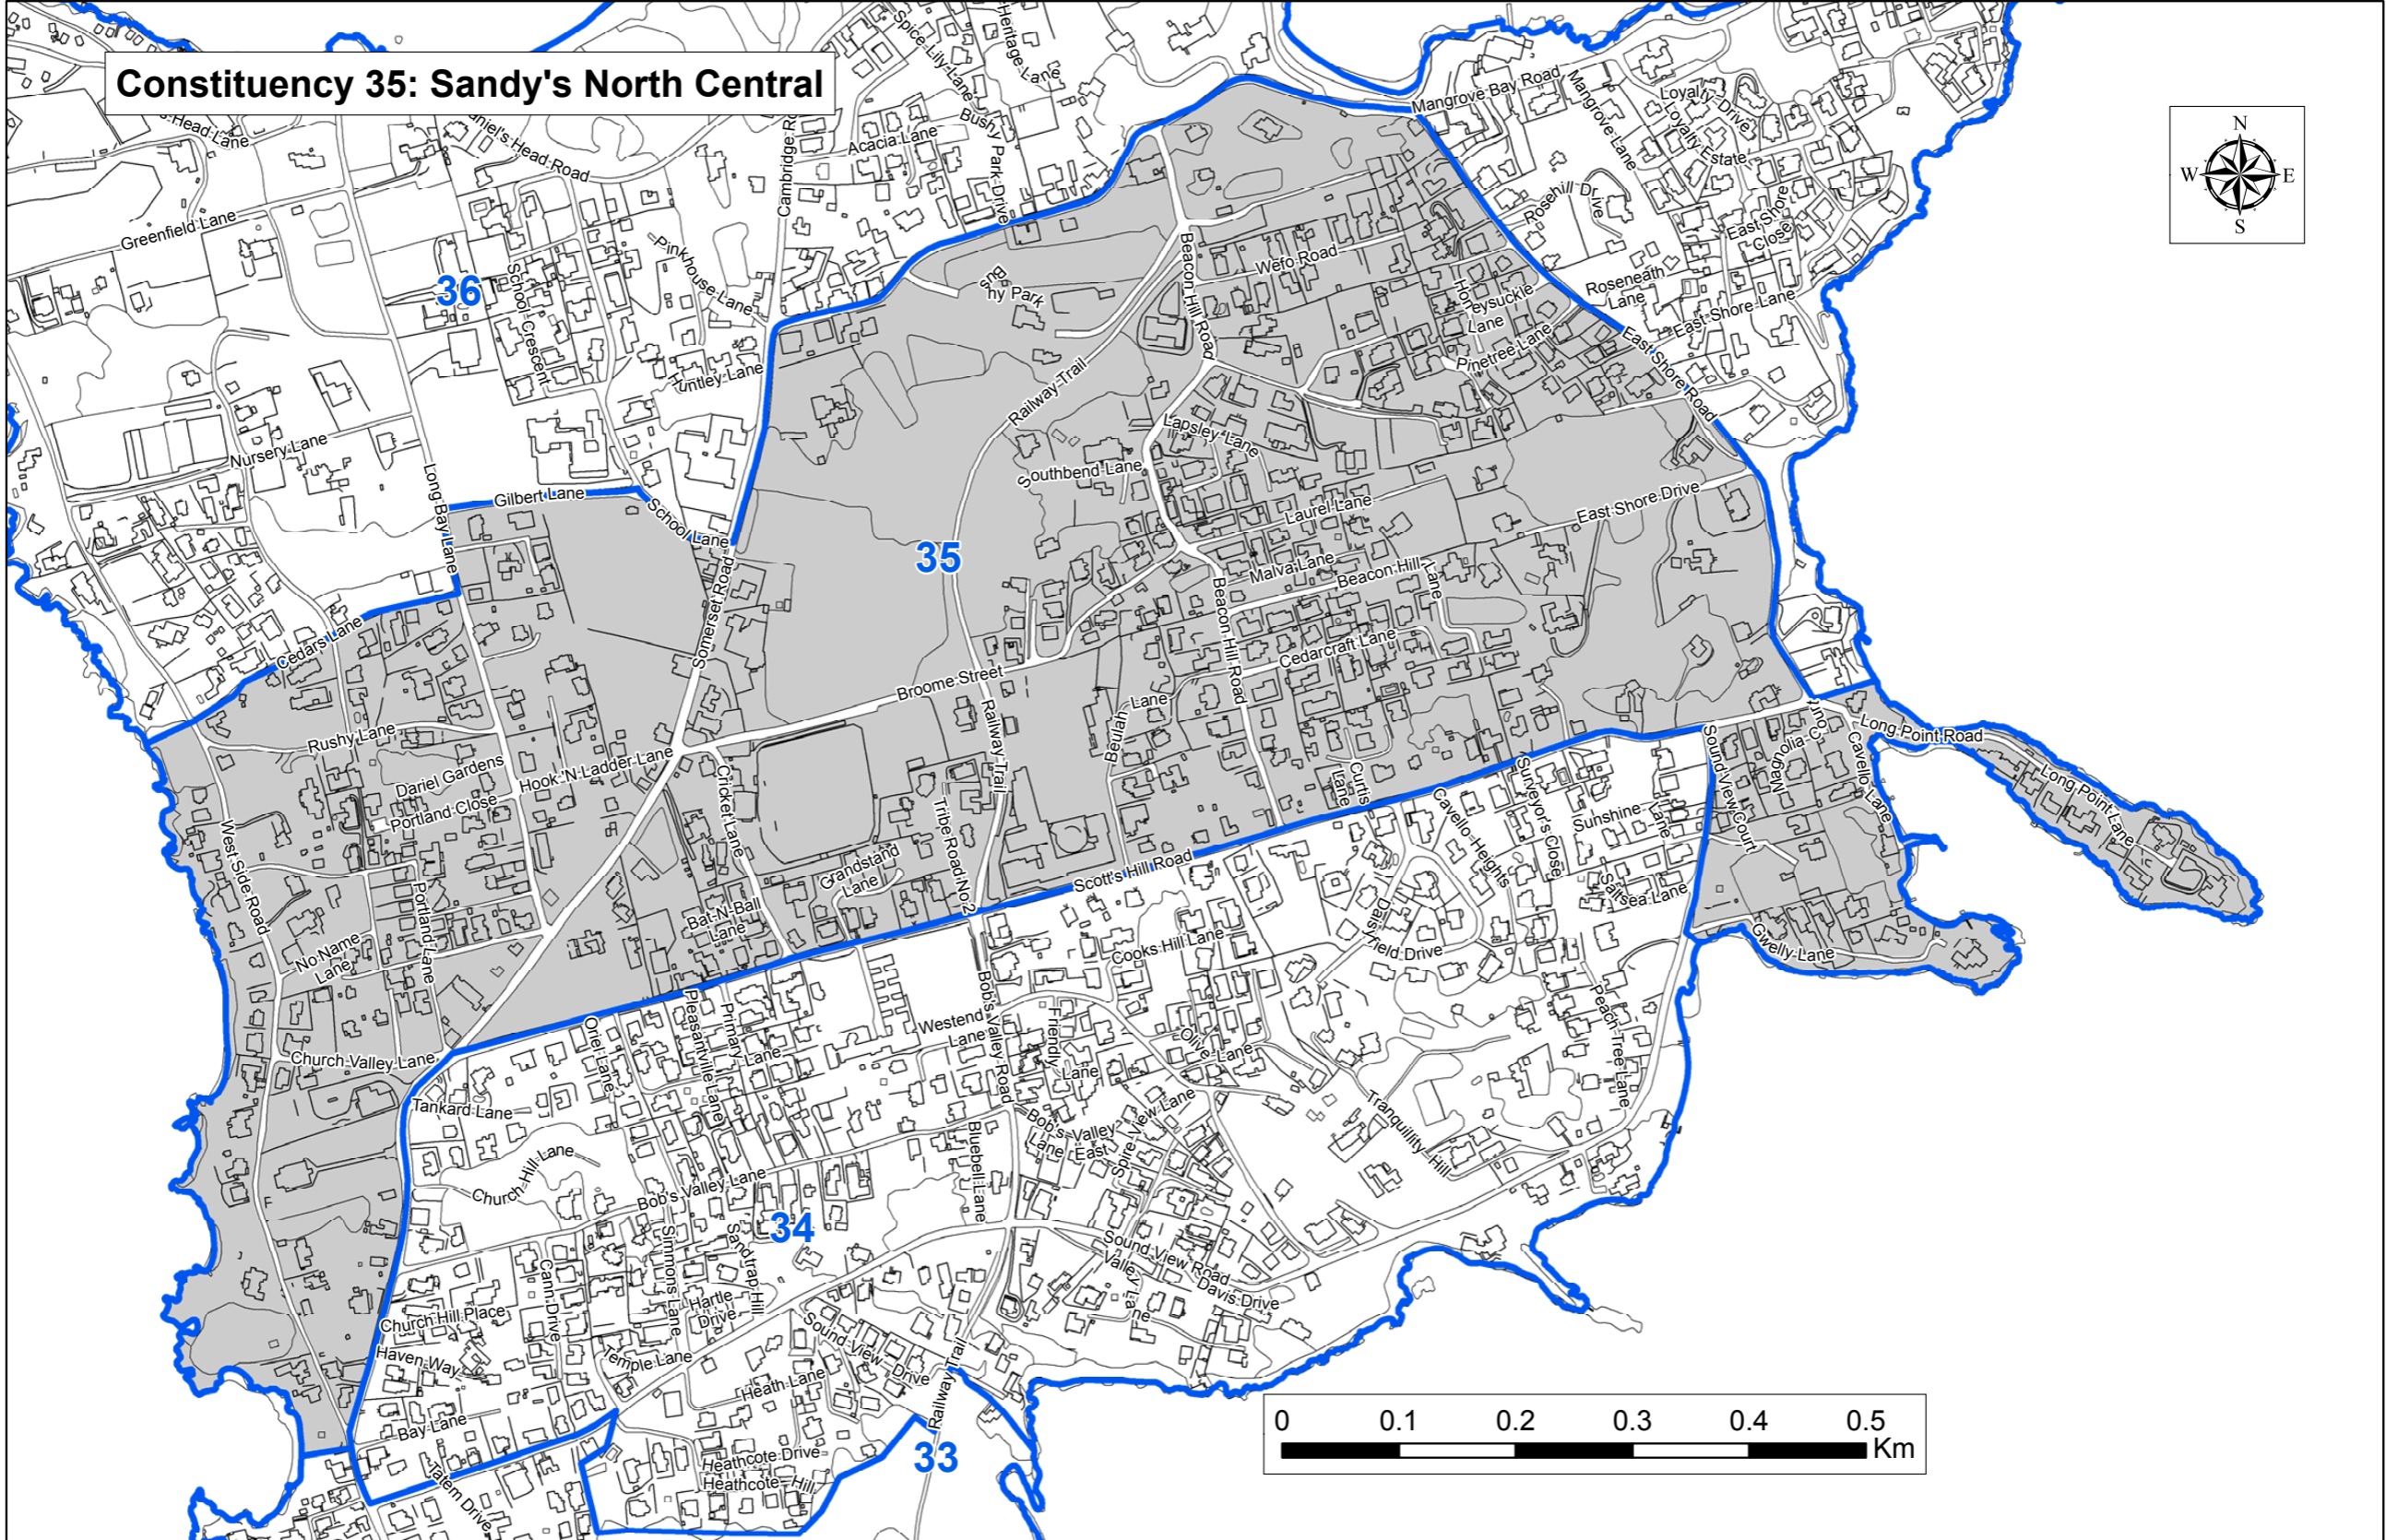 Constituency 35: Sandy's North Central
Spice Lily Lane
Heritage Lane
Mangrove Bay Road
Mangrove Lane
Loyalty Drive
Loyalty Estate
N
W
E
S
s Head Lane
aniel's Head Road
Cambridge Ro
Acacia Lane
Bushy Park Drive
Rosehill Drive
East Shore
Close
Greenfield Lane
Pinkhouse Lane
36
School Crescent
Beacon Hill Road
Wefo Road
Honeysuckle
Lane
Roseneath
Lane
East Shore Lane
East Shore Road
Pinetree Lane
Huntley Lane
Railway Trail
Lapsley Lane
Southbend Lane
Nursery Lane
Long Bay Lane
Gilbert Lane
School Lane
35
Laurel Lane
East Shore Drive
Malva Lane
Beacon Hill
Lane
Cedars Lane
Somerset Road
Beacon Hill Road
Cedarcraft Lane
Broome Street
Beulah
Lane
Railway Trail
Rushy Lane
Dariel Gardens
Portland Close
Hook 'N Ladder Lane
Cricket Lane
Tribe Road No 2
Curtis
Lane
Long Point Road
Long Point Lane
Magnolia C
Cavello Lane
Sound View Court
Surveyor's Close
Cavello Heights
Sunshine
Lane
Saltsea Lane
West Side Road
Grandstand
Lane
Scott's Hill Road
Portland Lane
Bat-N-Ball
Lane
No Name
Lane
Cooks Hill Lane
Daisyfield Drive
Gwelly Lane
Bob's Valley Road
Westend
Lane
Friendly
Lane
Olive Lane
Peach Tree Lane
Oriel Lane
Pleasantville Lane
Primary Lane
Church Valley Lane
Tankard Lane
Church Hill Lane
Bob's Valley Lane
Bluebell Lane
Bob's Valley
Lane East
Spire View Lane
Tranquillity Hill
34
Simmons Lane
Sandtrap Hill
Cann Drive
Hartle
Drive
Sound View Road
Valley Lane
Davis Drive
Church Hill Place
Haven Way
Temple Lane
Sound View Drive
Railway Trail
Heath Lane
Bay Lane
Tatem Drive
Heathcote Drive
Heathcote Hill
33
0 0.1 0.2 0.3 0.4 0.5
Km